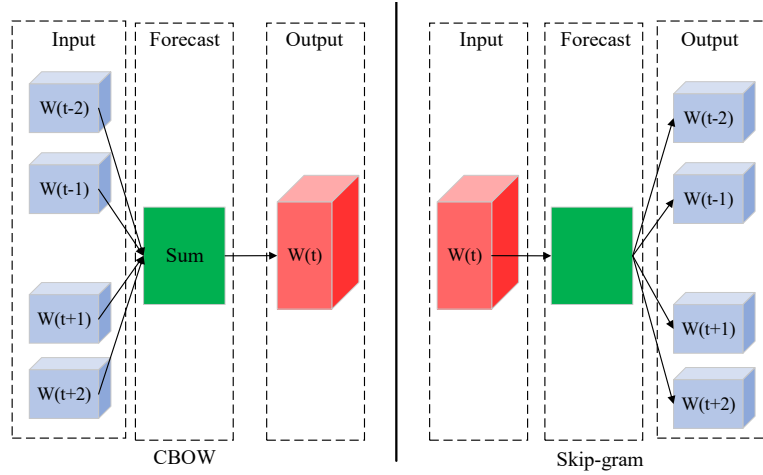 Input
Forecast
Output
W(t-2)
W(t-1)
Sum
W(t)
W(t+1)
W(t+2)
CBOW
Input
Forecast
Output
W(t-2)
W(t-1)
W(t)
W(t+1)
W(t+2)
Skip-gram